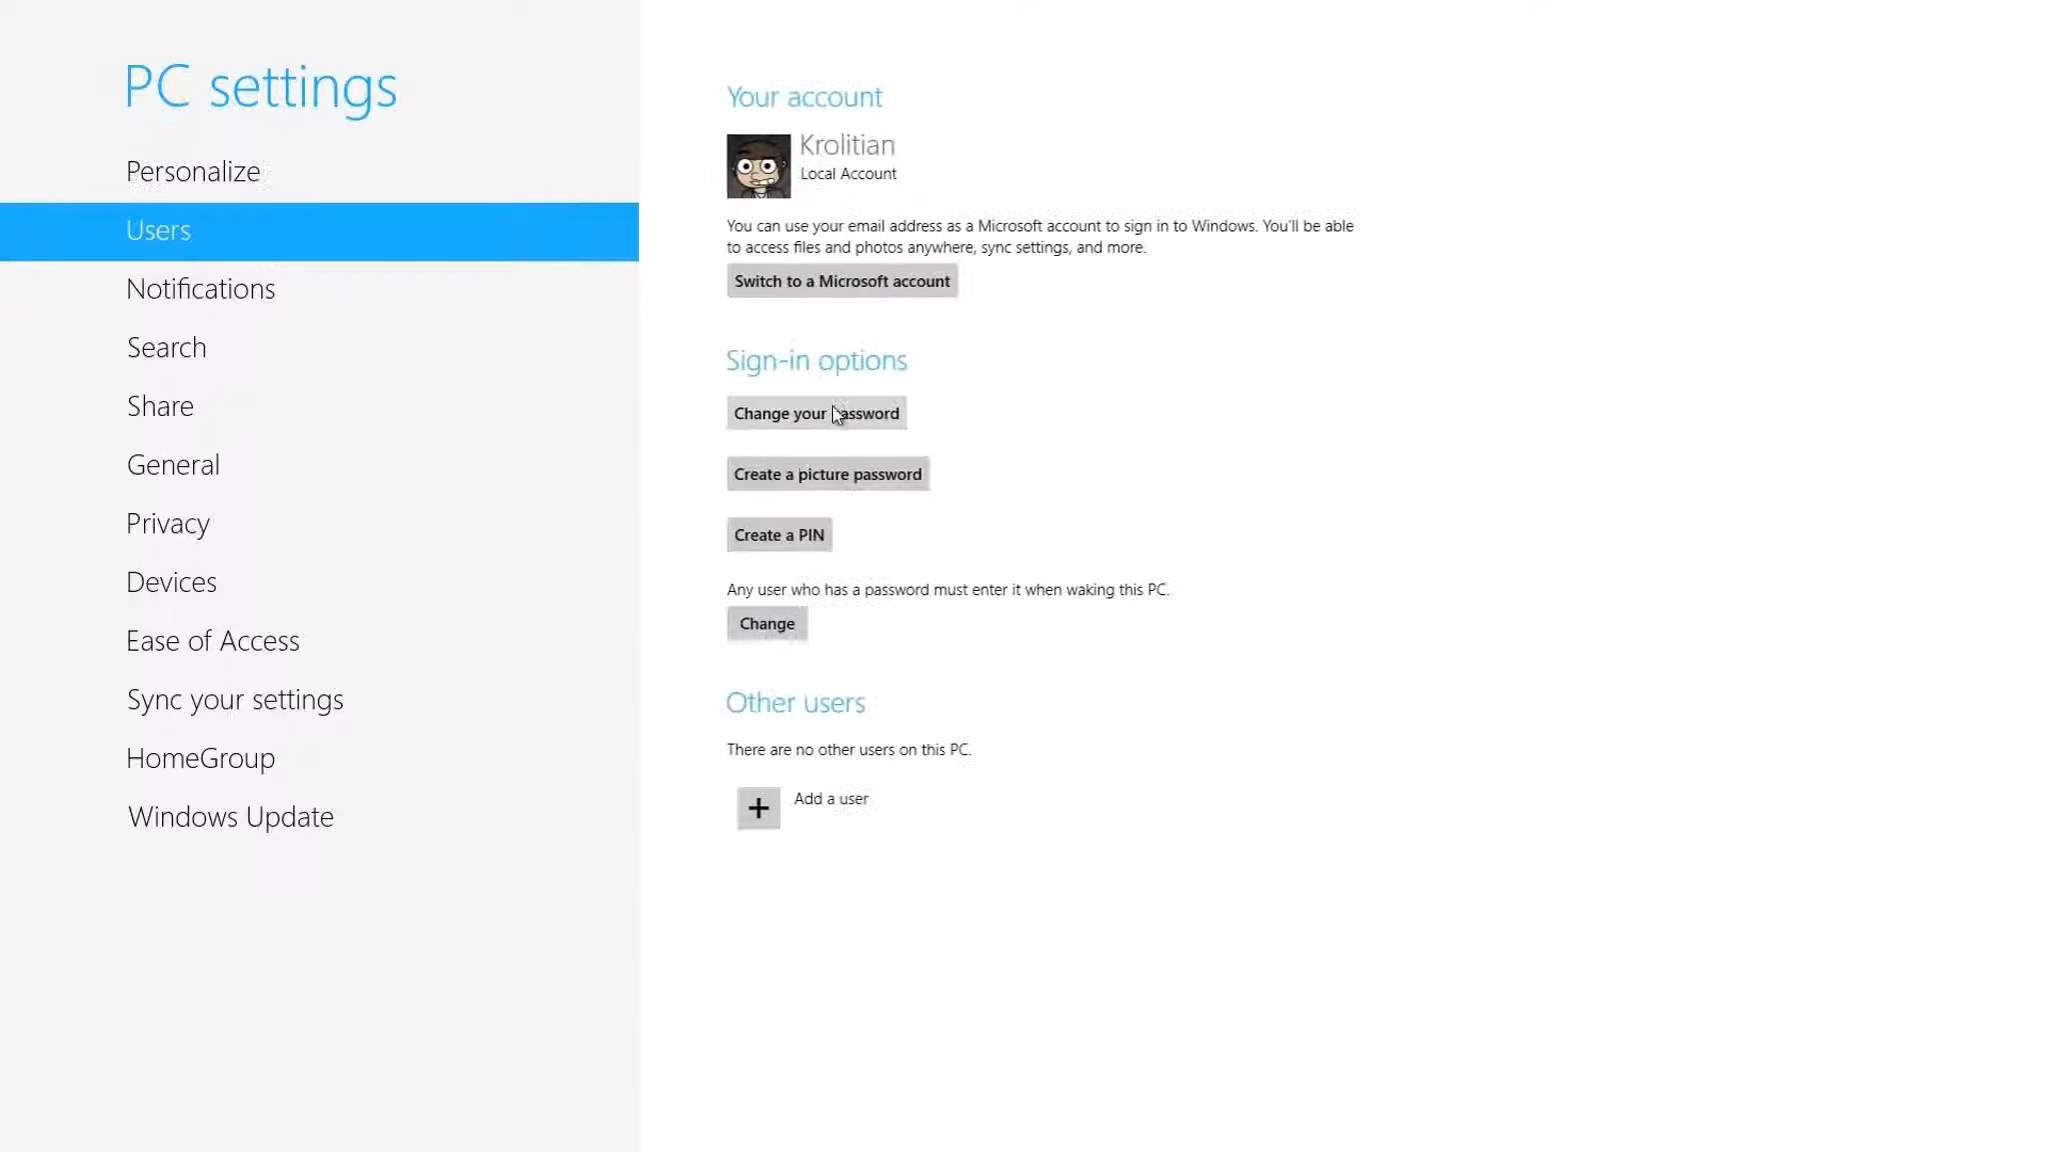 PC settings
Personalize
Users
Notifications
Search
Share
General
Privacy
Devices
Ease of Access
Sync your settings
HomeGroup
Windows Update
Your account
Krolitian
Local Account
You can use your email address as a Microsoft account to sign in to Windows. You'll be able
to access files and photos anywhere, sync settings, and more.
Switch to a Microsoft account
Sign-in options
Change your password
Create a picture password
Create a PIN
Any user who has a password must enter it when waking this PC.
Change
Other users
There are no other users on this PC.
Add a user